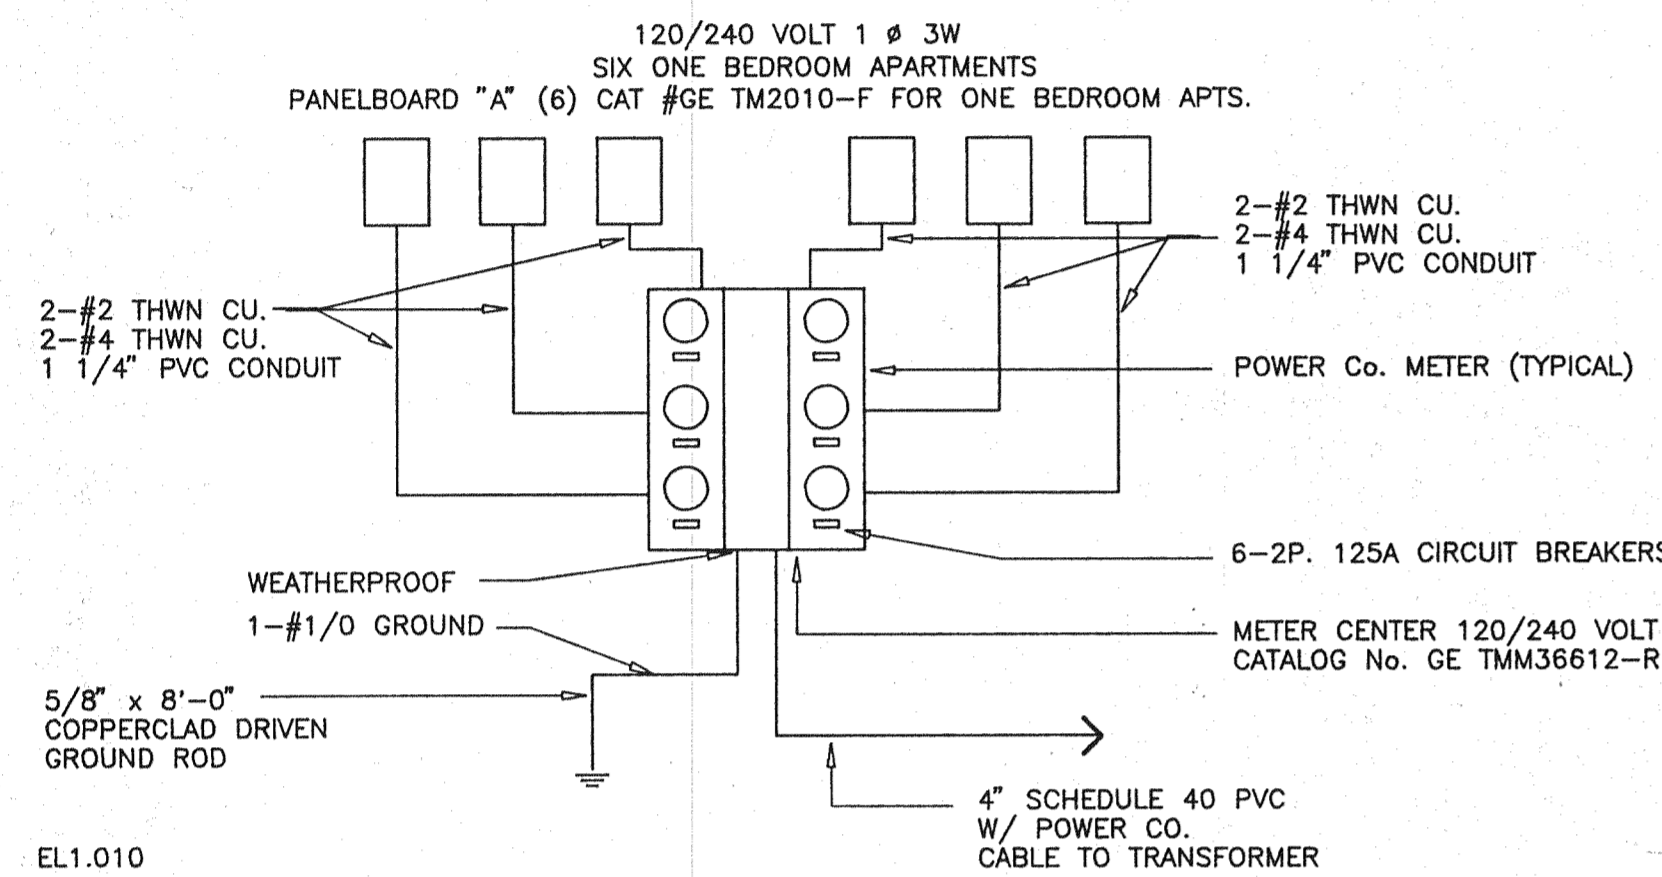 120/240 VOLT 1 ø 3W
SIX ONE BEDROOM APARTMENTS
PANELBOARD "A" (6) CAT #GE TM2010-F FOR ONE BEDROOM APTS.
2-#2 THWN CU.
2-#4 THWN CU.
1 1/4" PVC CONDUIT
2-#2 THWN CU.
2-#4 THWN CU.
1 1/4" PVC CONDUIT
POWER Co. METER (TYPICAL)
6-2P. 125A CIRCUIT BREAKERS
WEATHERPROOF
1-#1/0 GROUND
METER CENTER 120/240 VOLT
CATALOG No. GE TMM36612-R
5/8" x 8'-0"
COPPERCLAD DRIVEN
GROUND ROD
4" SCHEDULE 40 PVC
W/ POWER CO.
CABLE TO TRANSFORMER
EL1.010